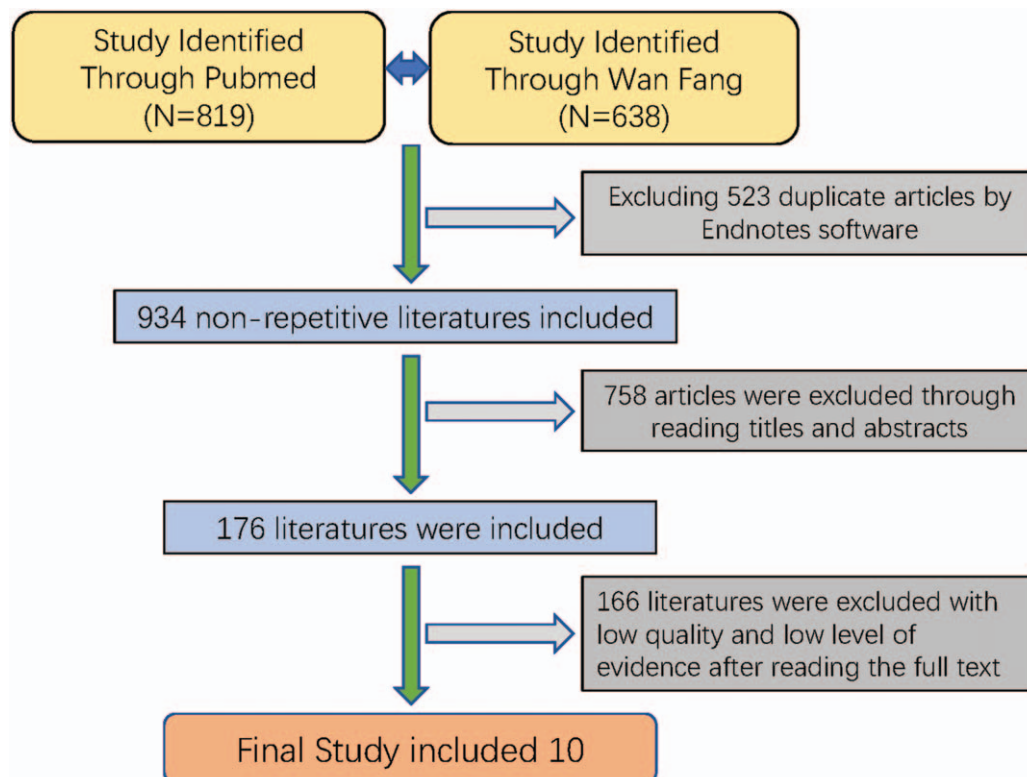 Study Identified
Through Pubmed
(N=819)
Study Identified
Through Wan Fang
(N=638)
Excluding 523 duplicate articles by
Endnotes software
934 non-repetitive literatures included
758 articles were excluded through
reading titles and abstracts
176 literatures were included
166 literatures were excluded with
low quality and low level of
evidence after reading the full text
Final Study included 10